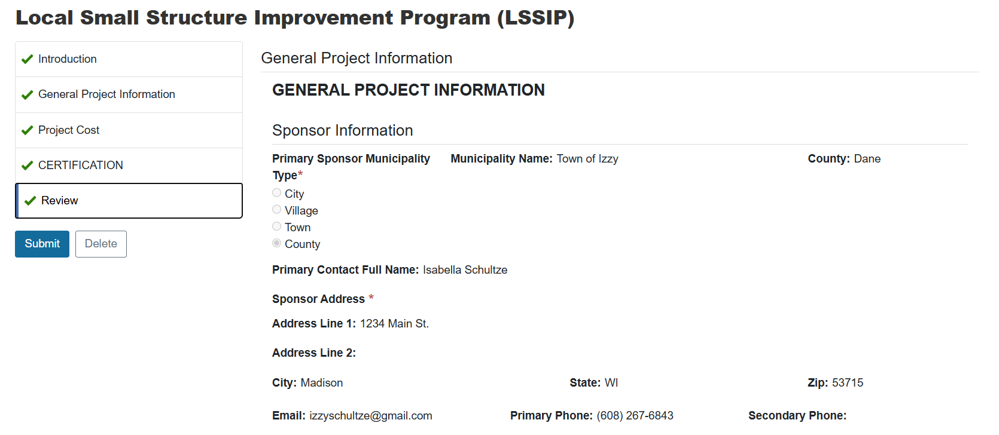 Local Small Structure Improvement Program (LSSIP)
Introduction
General Project Information
Project Cost
CERTIFICATION
Review
Submit Delete
General Project Information
GENERAL PROJECT INFORMATION
Sponsor Information
Primary Sponsor Municipality Type*
Municipality Name: Town of Izzy
County: Dane
City
Village
Town
County
Primary Contact Full Name: Isabella Schultze
Sponsor Address *
Address Line 1: 1234 Main St.
Address Line 2:
City: Madison State: WI Zip: 53715
Email: izzyschultze@gmail.com Primary Phone: (608) 267-6843 Secondary Phone: